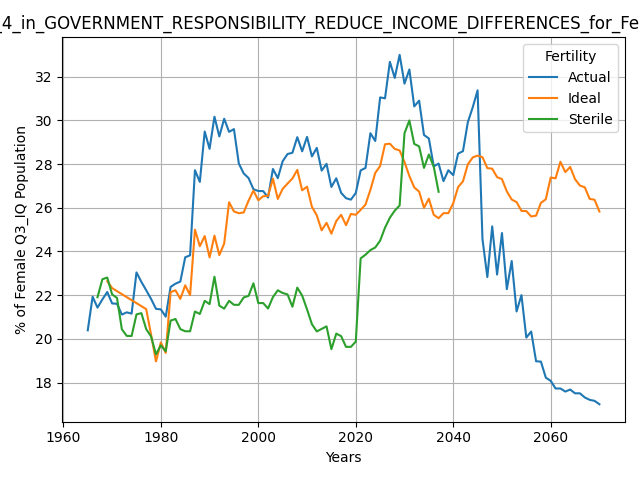 _4_in_GOVERNMENT_RESPONSIBILITY_REDUCE_INCOME_DIFFERENCES_for_Fe
Fertility
Actual
Ideal
Sterile
% of Female Q3_IQ Population
32
30
28
26
24
22
20
18
1960
1980
2000
2020
2040
2060
Years